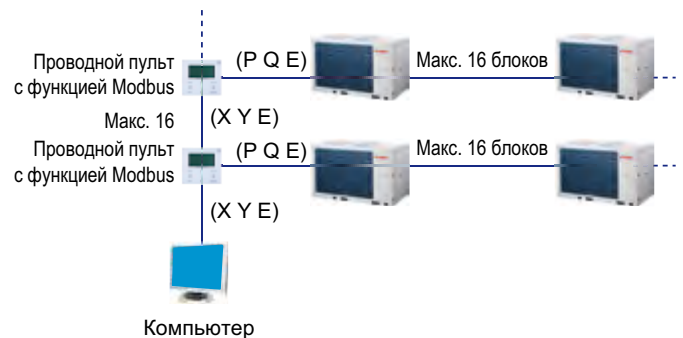 Проводной пульт
с функцией Modbus
(P Q E)
Макс. 16 блоков
Макс. 16
(X Y E)
Проводной пульт
с функцией Modbus
(P Q E)
Макс. 16 блоков
(X Y E)
Компьютер